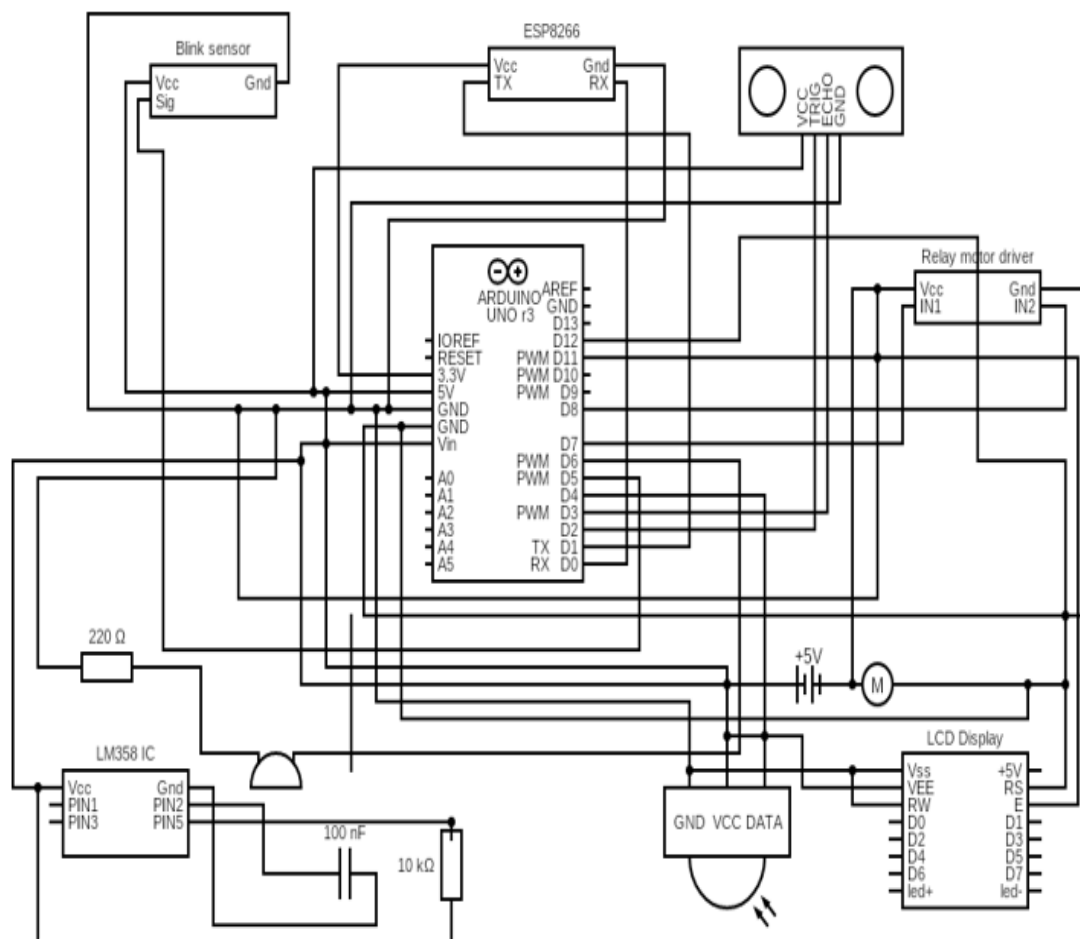 Blink sensor
Vcc
Gnd
Sig
ESP8266
Vcc
Gnd
TX
RX
VCC
TRIG
ECHO
GND
Relay motor driver
Vcc
Gnd
IN1
IN2
ARDUINO
UNO r3
IOREF
RESET
3.3V
5V
GND
GND
Vin
A0
A1
A2
A3
A4
A5
AREF
GND
D13
D12
PWM D11
PWM D10
PWM D9
D8
D7
PWM D6
PWM D5
D4
PWM D3
D2
TX D1
RX D0
220 Ω
+5V
M
LM358 IC
Vcc
Gnd
PIN1
PIN2
PIN3
PIN5
100 nF
10 kΩ
GND VCC DATA
LCD Display
Vss
+5V
VEE
RS
RW
E
D0
D1
D2
D3
D4
D5
D6
D7
led+
led-